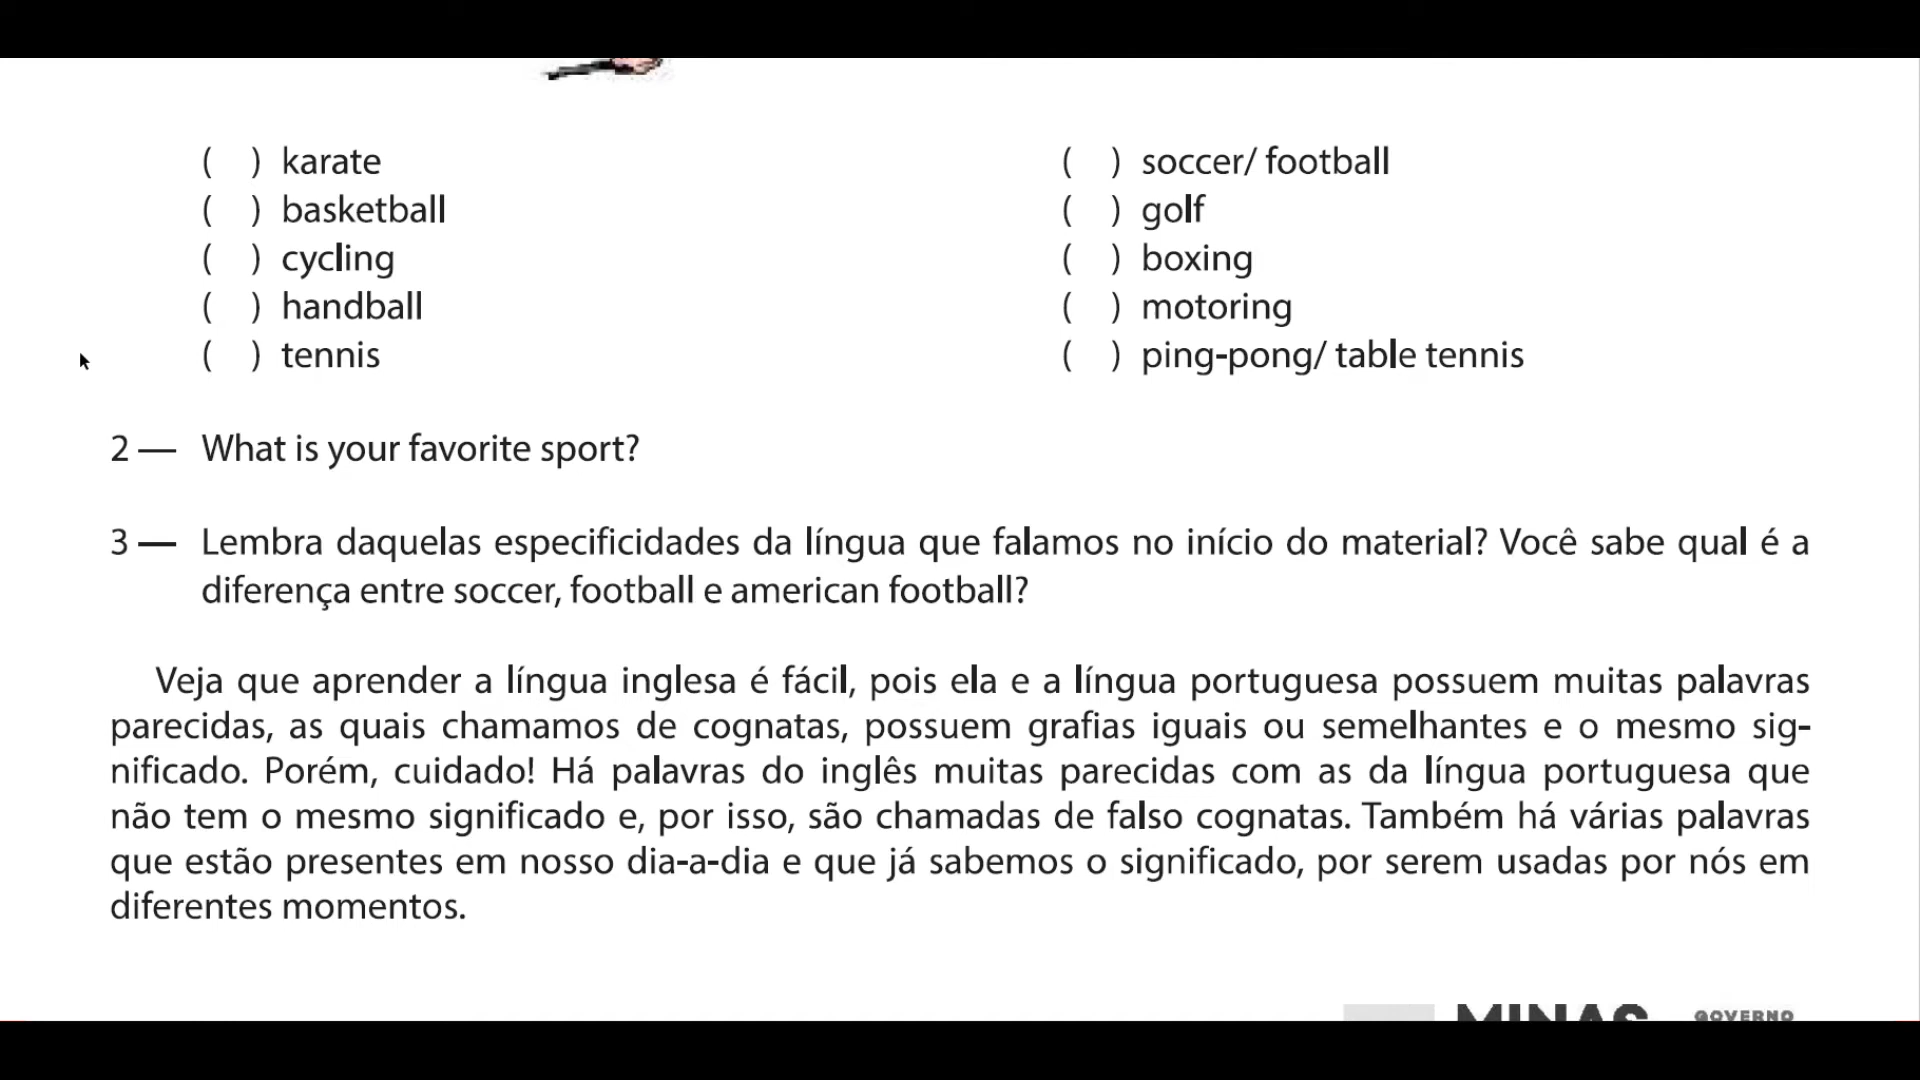 ( ) karate
( ) soccer/ football
( ) basketball
( ) golf
( ) cycling
( ) boxing
( ) handball
( ) motoring
( ) tennis
( ) ping-pong/ table tennis
2 — What is your favorite sport?
3 — Lembra daquelas especificidades da língua que falamos no início do material? Você sabe qual é a
diferença entre soccer, football e american football?
Veja que aprender a língua inglesa é fácil, pois ela e a língua portuguesa possuem muitas palavras
parecidas, as quais chamamos de cognatas, possuem grafias iguais ou semelhantes e o mesmo sig-
nificado. Porém, cuidado! Há palavras do inglês muitas parecidas com as da língua portuguesa que
não tem o mesmo significado e, por isso, são chamadas de falso cognatas. Também há várias palavras
que estão presentes em nosso dia-a-dia e que já sabemos o significado, por serem usadas por nós em
diferentes momentos.
MINAS GOVERNO